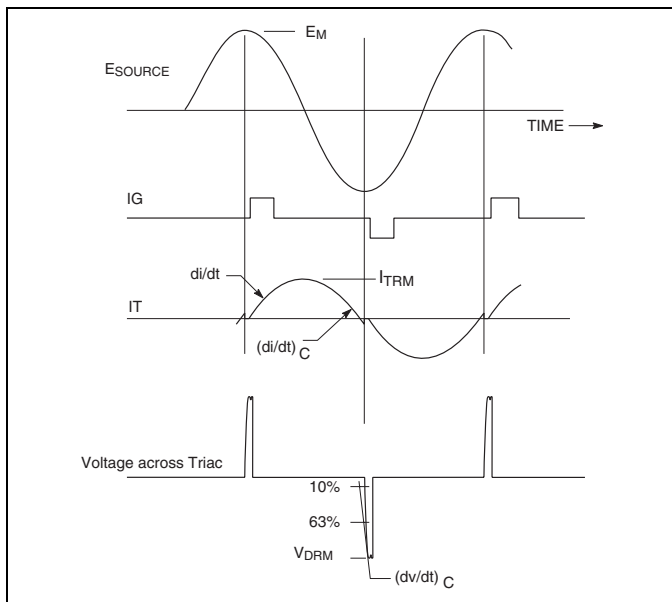 EM
ESOURCE
TIME
IG
di/dt
ITRM
IT
(di/dt) C
Voltage across Triac
10%
63%
VDRM
(dv/dt) C